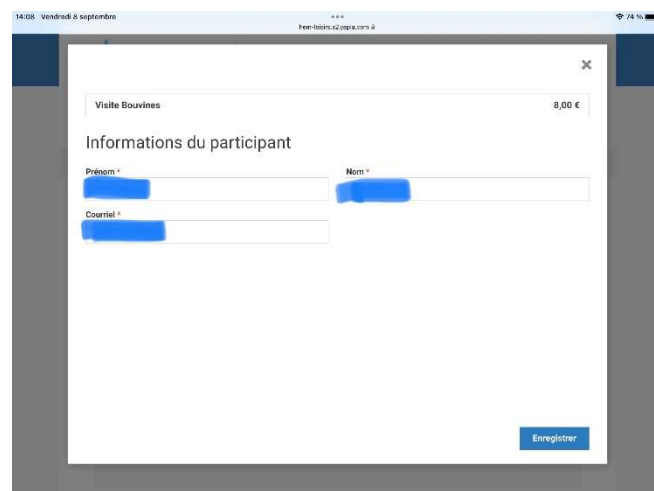 14:08 Vendredi 8 septembre
74 %
Visite Bouvines 8,00 €
Informations du participant
Prénom * Nom *
Courriel *
Enregistrer